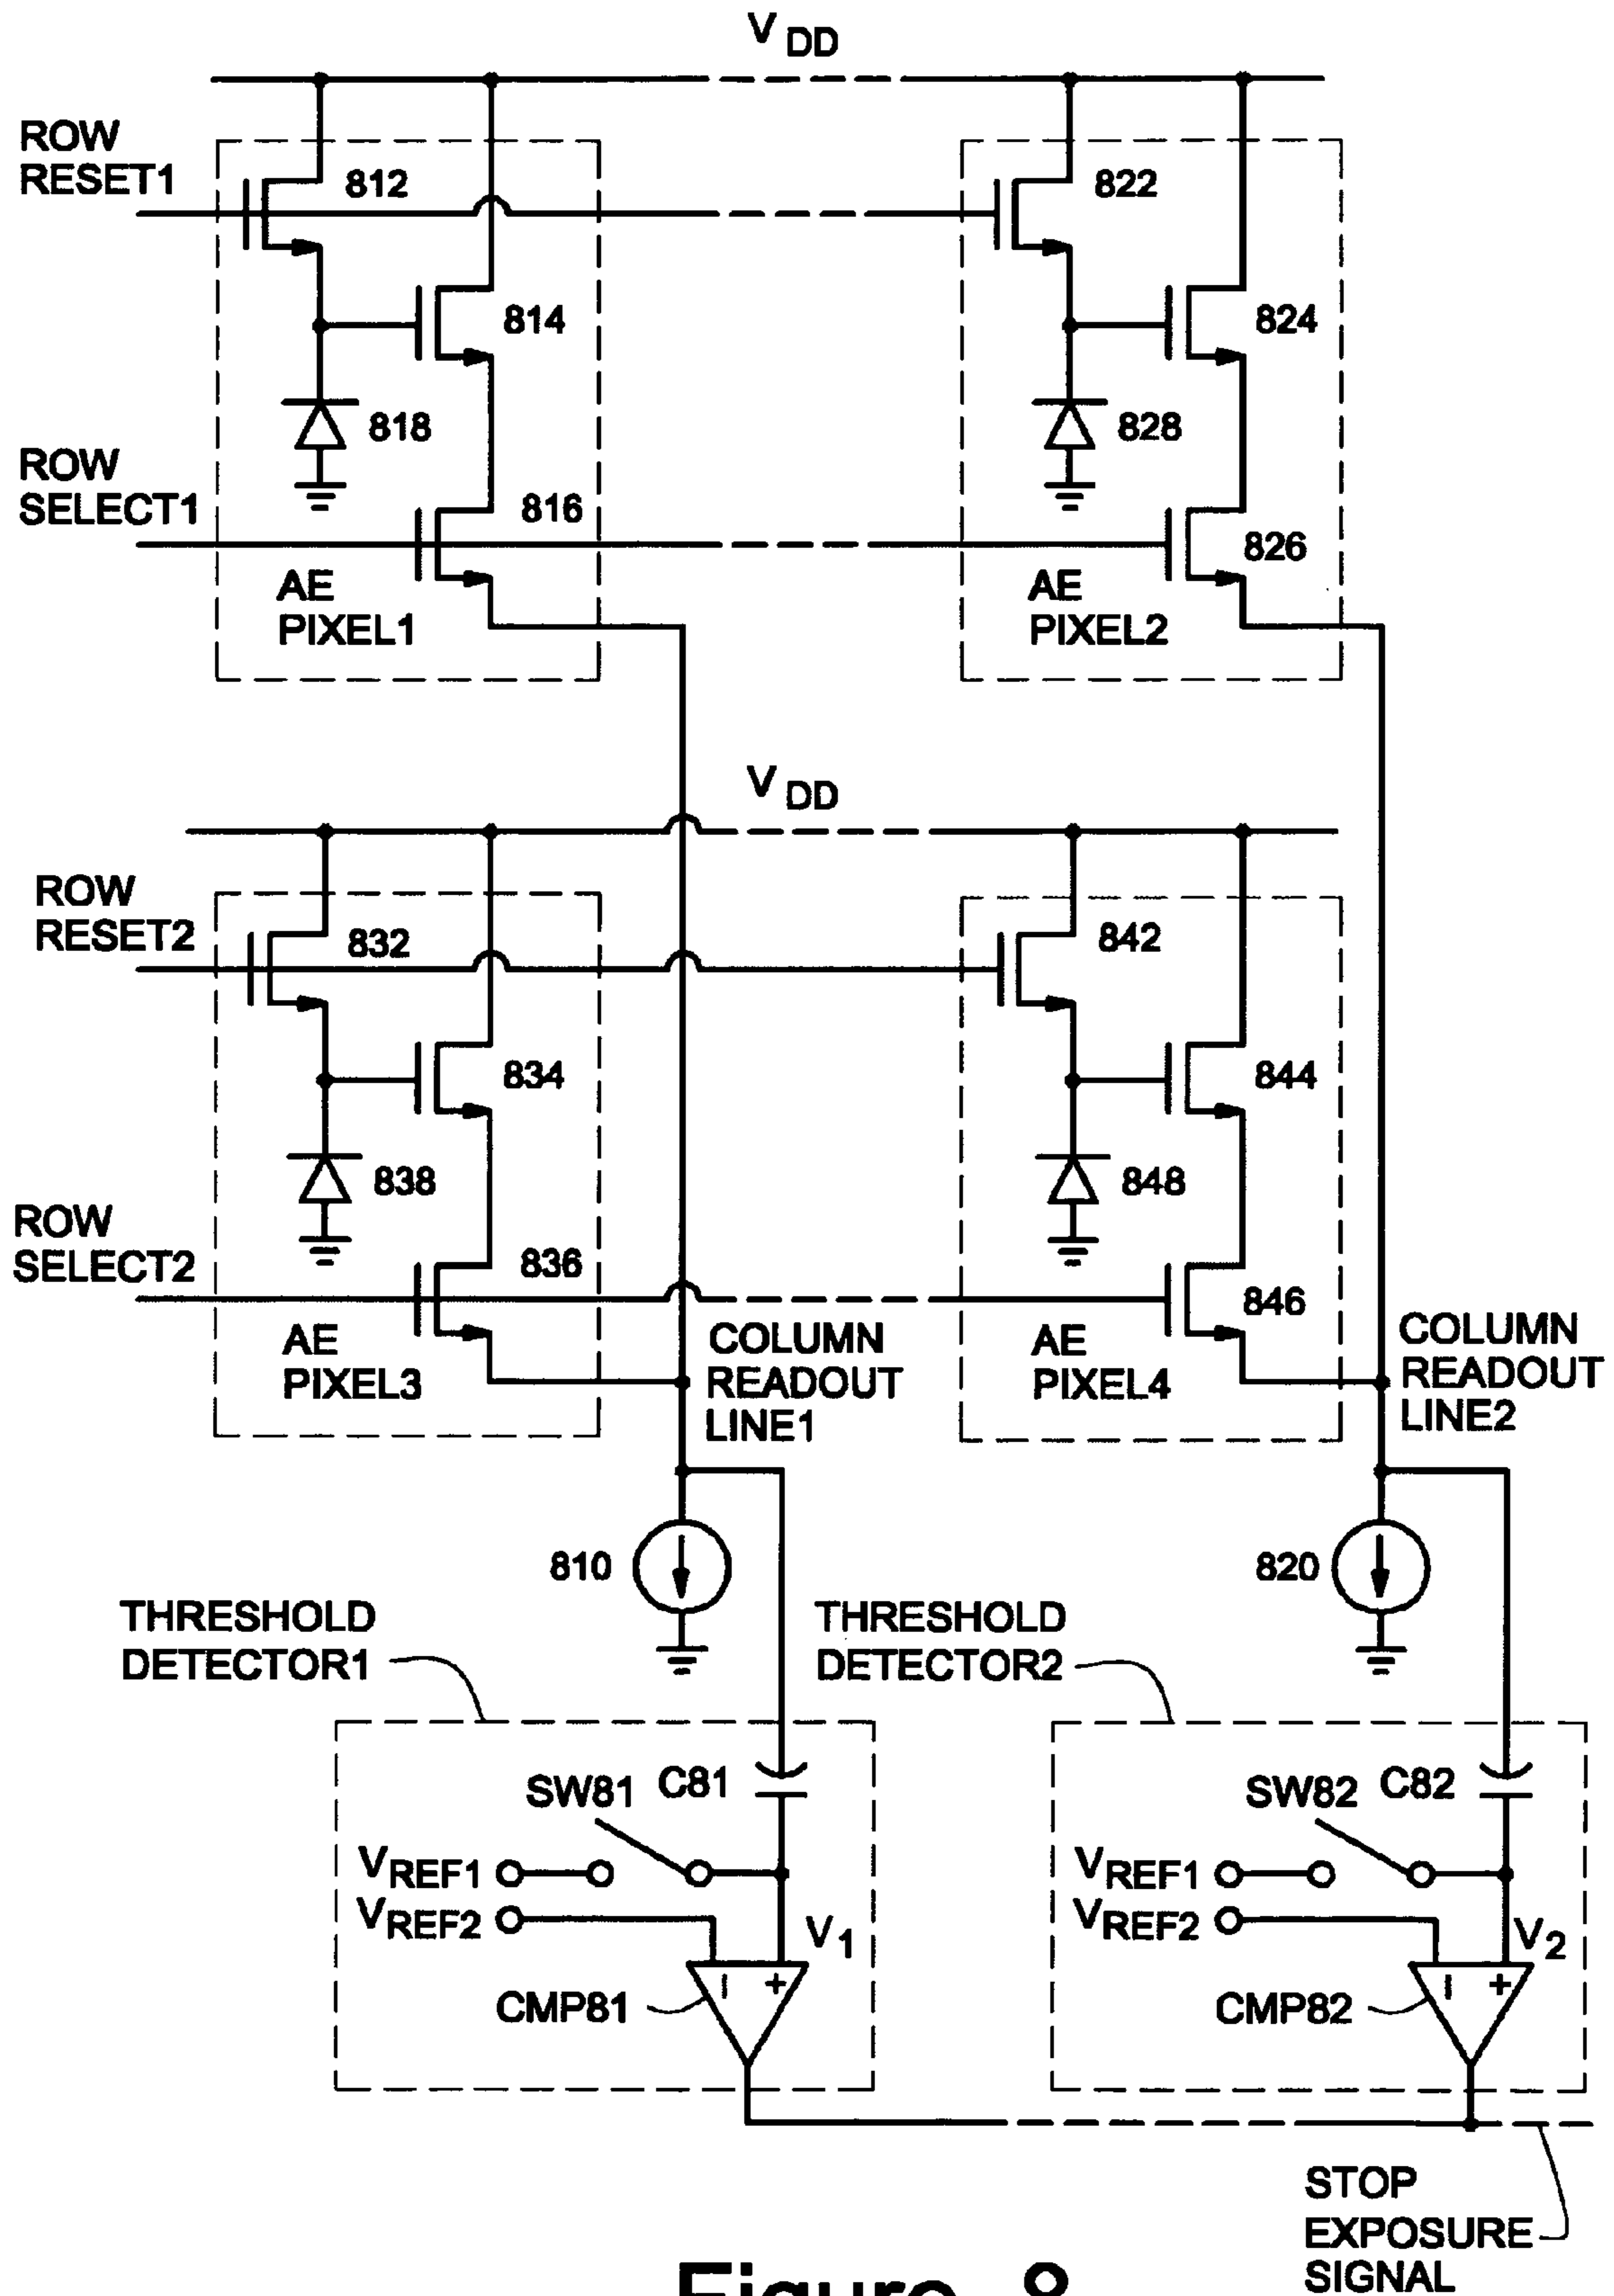 V DD
ROW
RESET1
812
822
814
824
818
828
ROW
SELECT1
816
826
AE
PIXEL1
AE
PIXEL2
V DD
ROW
RESET2
832
842
834
844
838
848
ROW
SELECT2
836
846
AE
PIXEL3
COLUMN
READOUT
LINE1
AE
PIXEL4
COLUMN
READOUT
LINE2
810
820
THRESHOLD
DETECTOR1
THRESHOLD
DETECTOR2
SW81
C81
SW82
C82
VREF1
VREF2
V1
VREF1
VREF2
V2
− +
− +
CMP81
CMP82
STOP
EXPOSURE
SIGNAL
Figure 8